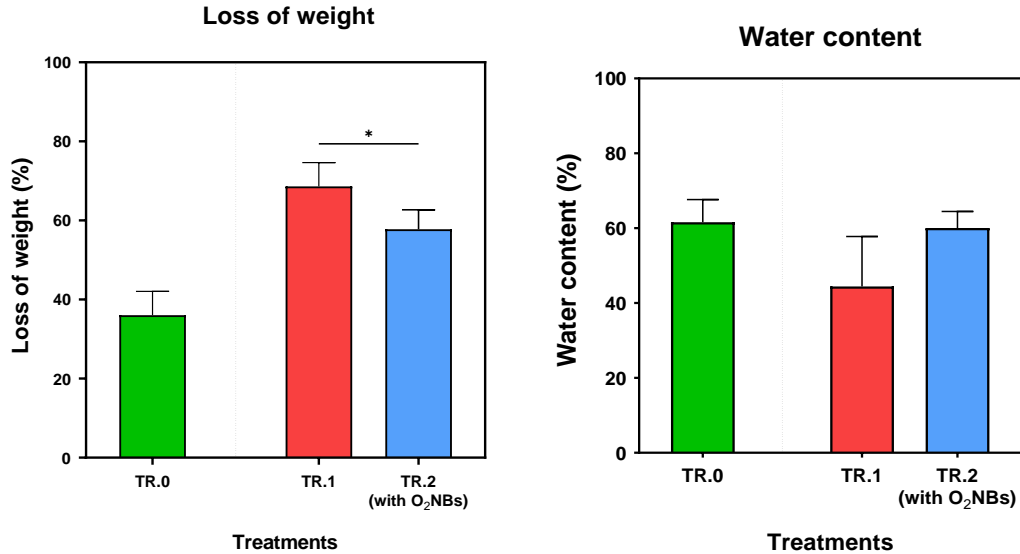 Loss of weight
Loss of weight (%)
100
80
60
40
20
0
*
TR.0
TR.1
TR.2
(with O₂NBs)
Treatments
Water content
Water content (%)
100
80
60
40
20
0
TR.0
TR.1
TR.2
(with O₂NBs)
Treatments